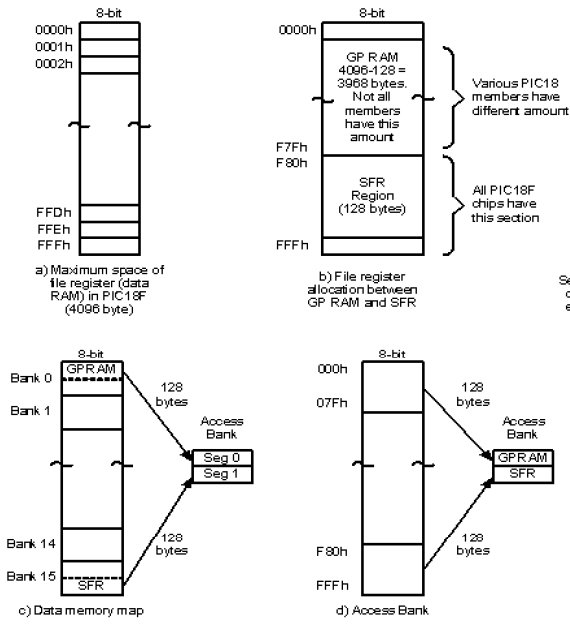 8-bit
0000h
0001h
0002h
FFDh
FFEh
FFFh
a) Maximum space of
file register (data
RAM) in PIC18F
(4096 byte)
8-bit
0000h
GP RAM
4096-128 =
3968 bytes.
Not all
members
have this
amount
F7Fh
F80h
SFR
Region
(128 bytes)
FFFh
Various PIC18
members have
different amount
All PIC18F
chips have
this section
b) File register
allocation between
GP RAM and SFR
8-bit
GPRAM
Bank 0
Bank 1
Bank 14
Bank 15
SFR
128
bytes
Access
Bank
Seg 0
Seg 1
128
bytes
c) Data memory map
8-bit
000h
07Fh
F80h
FFFh
128
bytes
Access
Bank
GPRAM
SFR
128
bytes
d) Access Bank